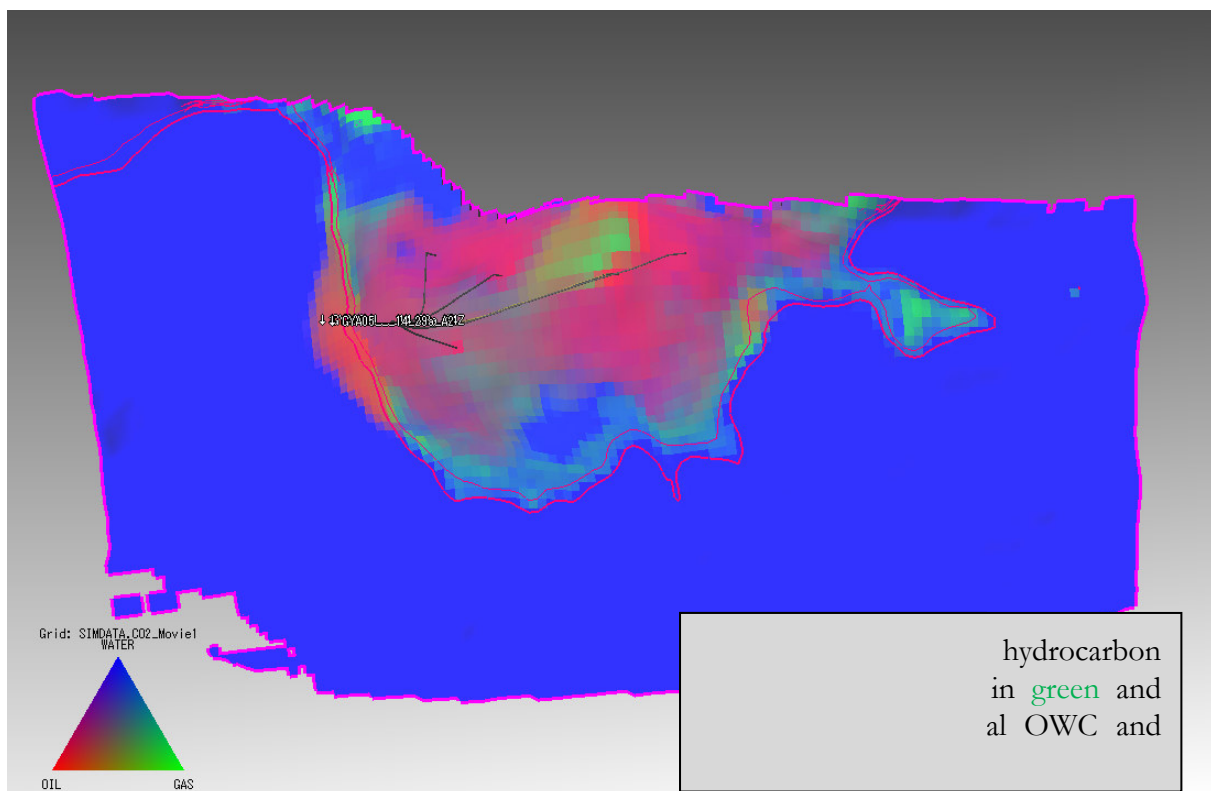 Grid: SIMDATA.CO2_Movie1
WATER
OIL GAS
hydrocarbon
in green and
al OWC and